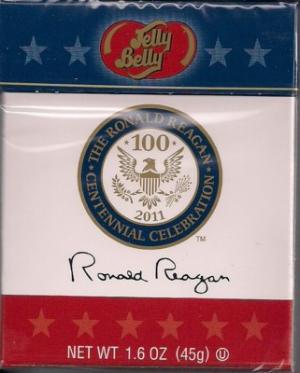 Jelly
Belly
THE RONALD REAGAN
100
CENTENNIAL CELEBRATION
2011
TM
Ronald Reagan
NET WT 1.6 OZ (45g) U